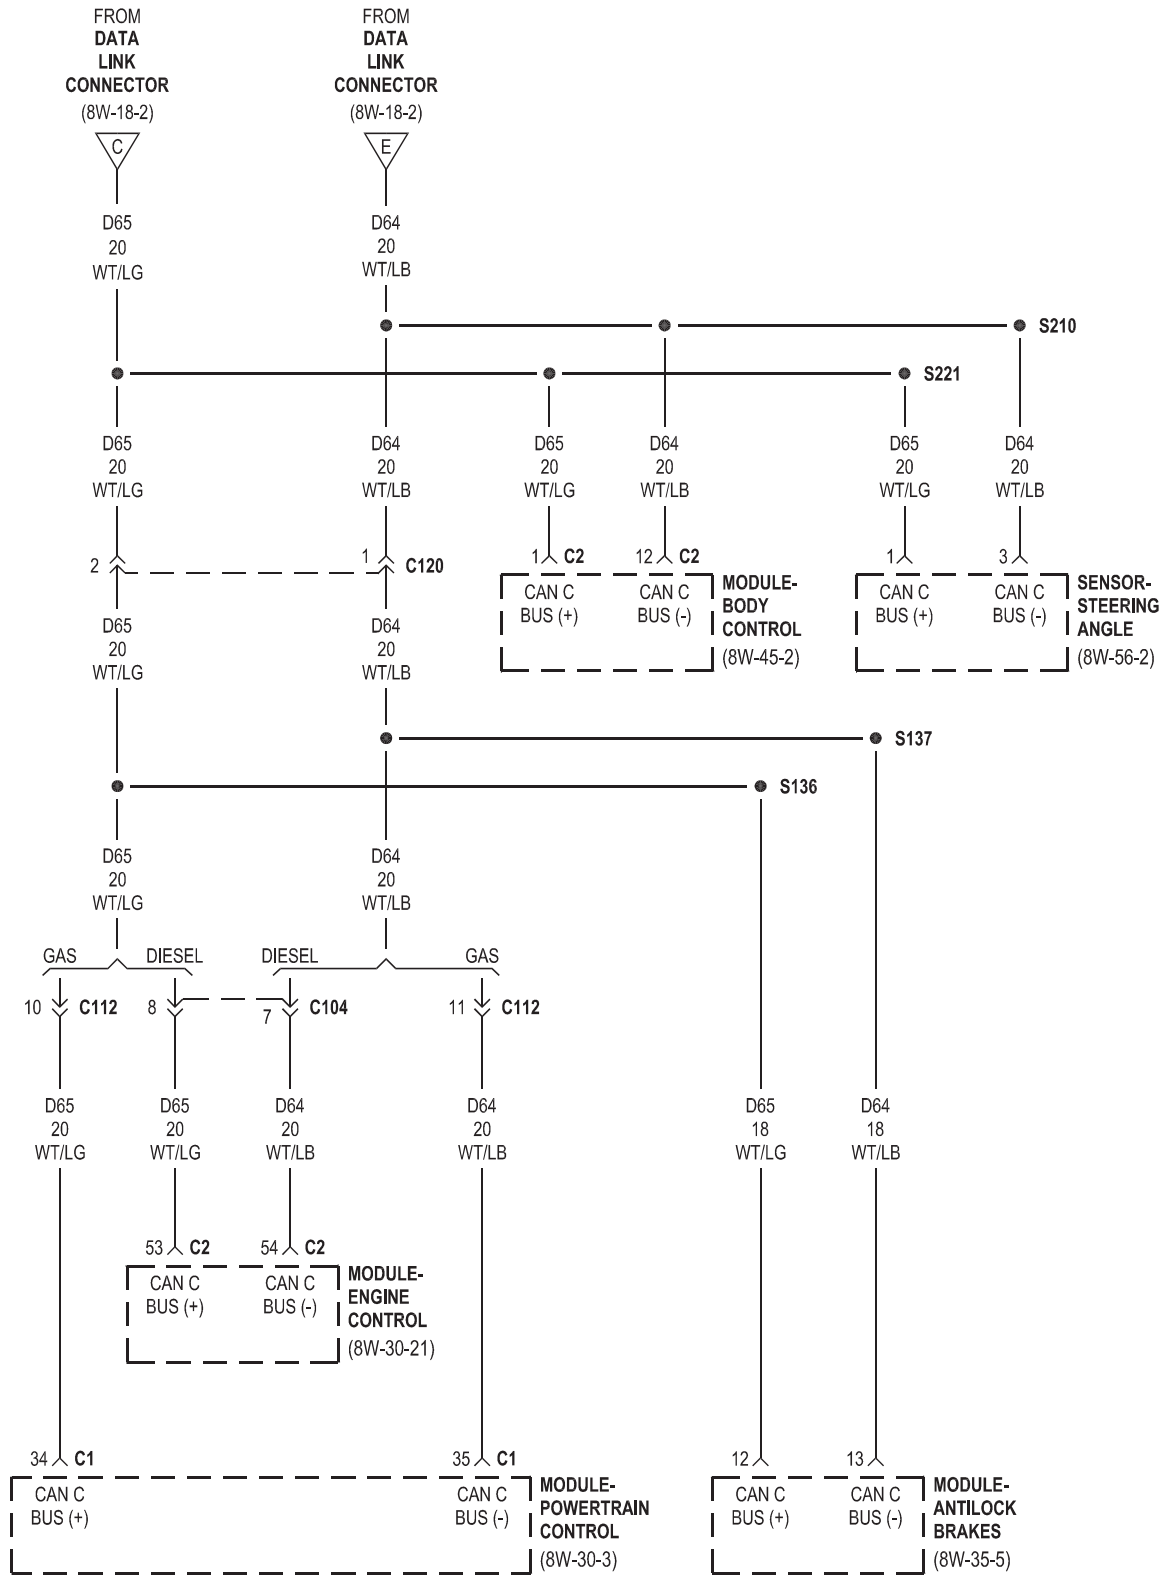 FROM
DATA
LINK
CONNECTOR
(8W-18-2)
C
FROM
DATA
LINK
CONNECTOR
(8W-18-2)
E
D65
20
WT/LG
D64
20
WT/LB
S210
S221
D65
20
WT/LG
D64
20
WT/LB
D65
20
WT/LG
D64
20
WT/LB
D65
20
WT/LG
D64
20
WT/LB
2
1
C120
1
C2
12
C2
CAN C
BUS (+)
CAN C
BUS (-)
MODULE-
BODY
CONTROL
(8W-45-2)
1
3
CAN C
BUS (+)
CAN C
BUS (-)
SENSOR-
STEERING
ANGLE
(8W-56-2)
D65
20
WT/LG
D64
20
WT/LB
S137
S136
D65
20
WT/LG
D64
20
WT/LB
GAS
DIESEL
DIESEL
GAS
10
C112
8
7
C104
11
C112
D65
20
WT/LG
D65
20
WT/LG
D64
20
WT/LB
D64
20
WT/LB
D65
18
WT/LG
D64
18
WT/LB
53
C2
54
C2
CAN C
BUS (+)
CAN C
BUS (-)
MODULE-
ENGINE
CONTROL
(8W-30-21)
34
C1
35
C1
CAN C
BUS (+)
CAN C
BUS (-)
MODULE-
POWERTRAIN
CONTROL
(8W-30-3)
12
13
CAN C
BUS (+)
CAN C
BUS (-)
MODULE-
ANTILOCK
BRAKES
(8W-35-5)